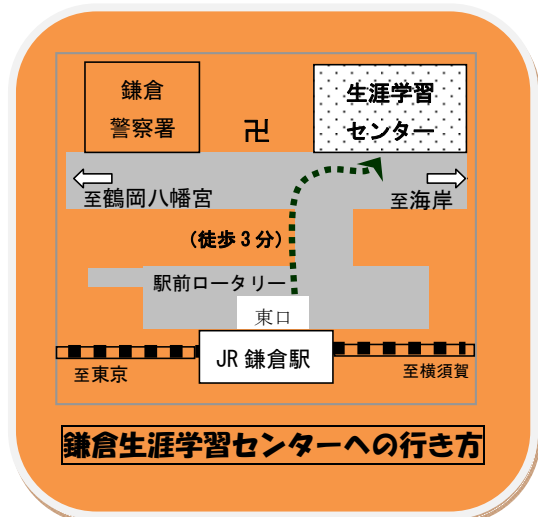 鎌倉
警察署
卍
生涯学習
センター
至鶴岡八幡宮
至海岸
（徒歩3分）
駅前ロータリー
東口
JR 鎌倉駅
至東京
至横須賀
鎌倉生涯学習センターへの行き方